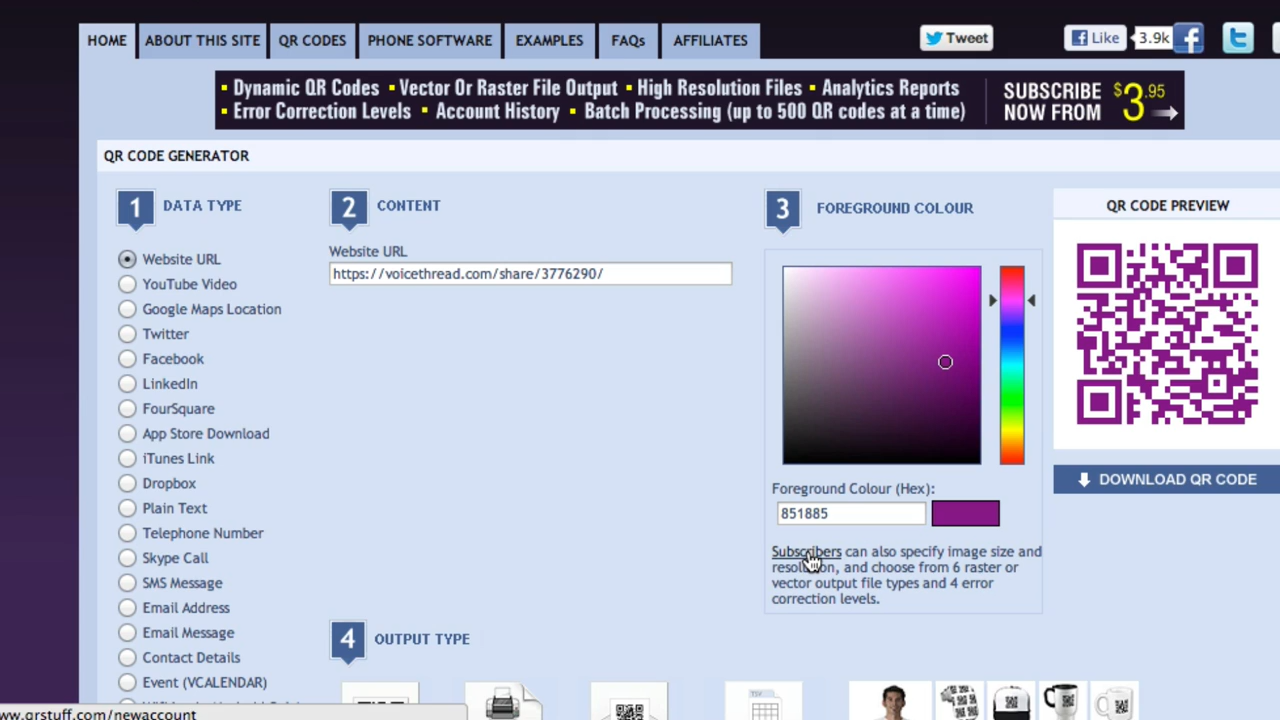 HOME
ABOUT THIS SITE
QR CODES
PHONE SOFTWARE
EXAMPLES
FAQs
AFFILIATES
Tweet
Like
3.9k
Dynamic QR Codes ▪ Vector Or Raster File Output ▪ High Resolution Files ▪ Analytics Reports
Error Correction Levels ▪ Account History ▪ Batch Processing (up to 500 QR codes at a time)
SUBSCRIBE
NOW FROM
$3.95
QR CODE GENERATOR
1 DATA TYPE
Website URL
YouTube Video
Google Maps Location
Twitter
Facebook
LinkedIn
FourSquare
App Store Download
iTunes Link
Dropbox
Plain Text
Telephone Number
Skype Call
SMS Message
Email Address
Email Message
Contact Details
Event (VCALENDAR)
2 CONTENT
Website URL
https://voicethread.com/share/3776290/
3 FOREGROUND COLOUR
Foreground Colour (Hex):
851885
Subscribers can also specify image size and
resolution, and choose from 6 raster or
vector output file types and 4 error
correction levels.
QR CODE PREVIEW
DOWNLOAD QR CODE
4 OUTPUT TYPE
TSV
www.qrstuff.com/newaccount